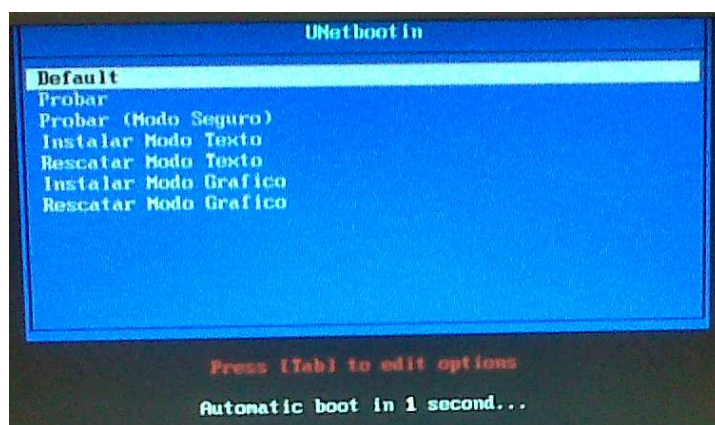 UNetbootin
Default
Probar
Probar (Modo Seguro)
Instalar Modo Texto
Rescatar Modo Texto
Instalar Modo Grafico
Rescatar Modo Grafico
Press [Tab] to edit options
Automatic boot in 1 second...